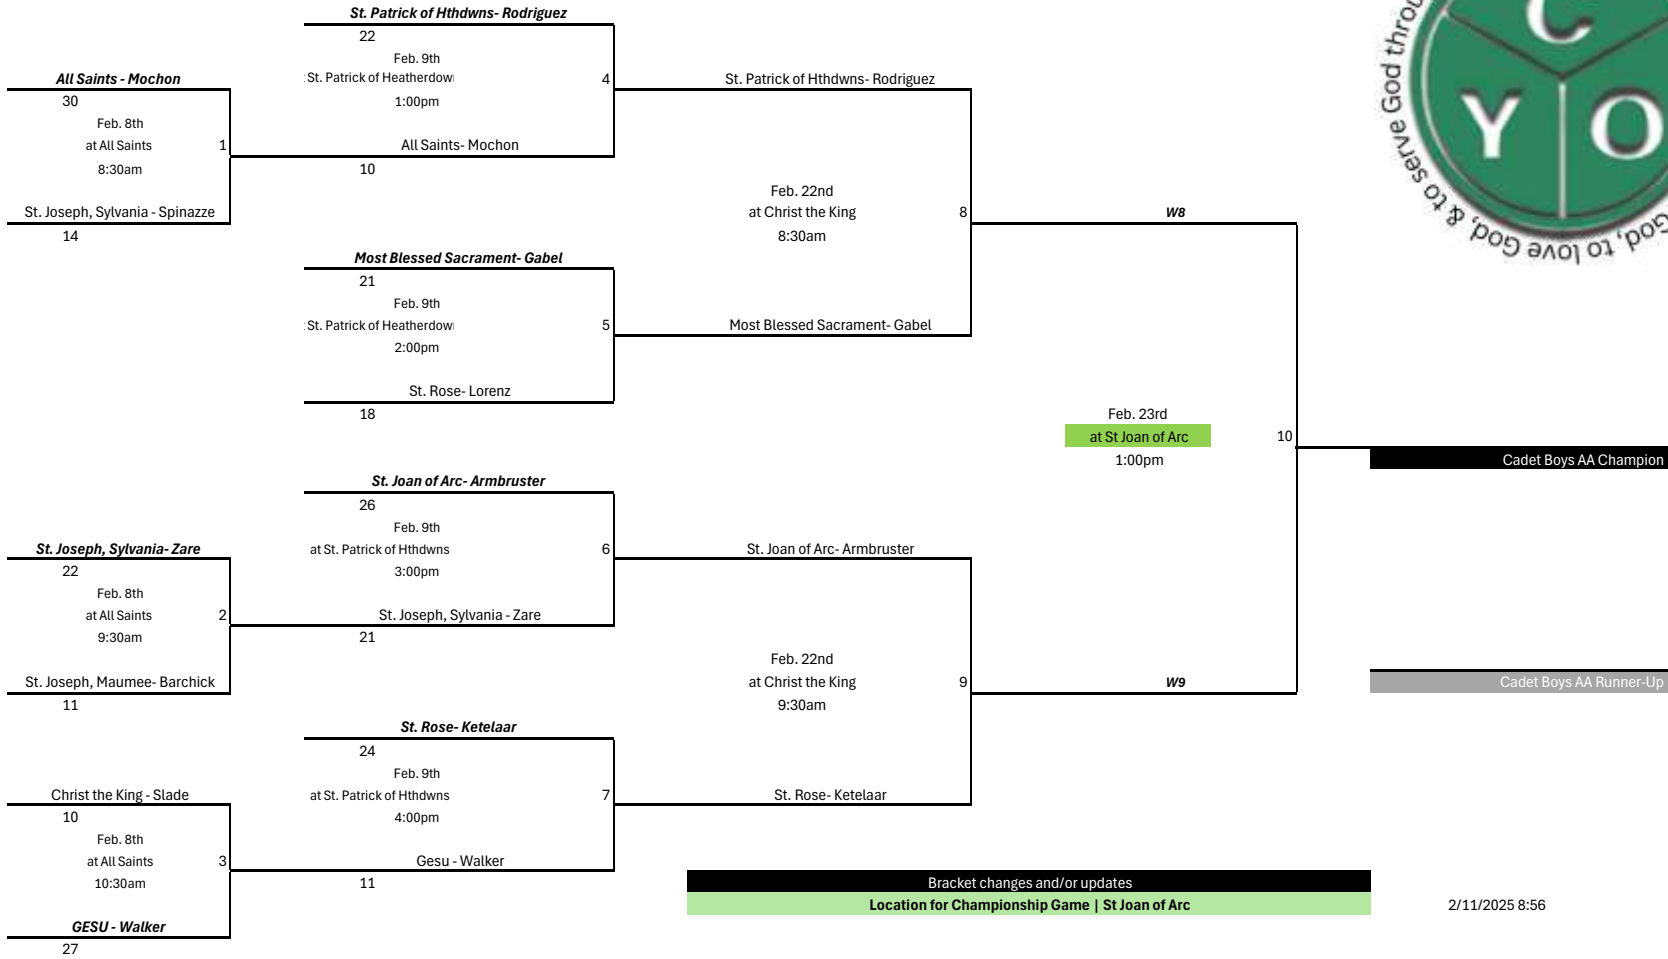 St. Patrick of Hthdwns- Rodriguez
22
Feb. 9th
St. Patrick of Heatherdow
1:00pm
4
All Saints- Mochon
10
All Saints - Mochon
30
Feb. 8th
at All Saints
8:30am
1
St. Joseph, Sylvania - Spinazze
14
Most Blessed Sacrament- Gabel
21
Feb. 9th
St. Patrick of Heatherdow
2:00pm
5
St. Rose- Lorenz
18
St. Joan of Arc- Armbruster
26
Feb. 9th
at St. Patrick of Hthdwns
3:00pm
6
St. Joseph, Sylvania - Zare
21
St. Joseph, Sylvania- Zare
22
Feb. 8th
at All Saints
9:30am
2
St. Joseph, Maumee- Barchick
11
St. Rose- Ketelaar
24
Feb. 9th
at St. Patrick of Hthdwns
4:00pm
7
Gesu - Walker
11
Christ the King - Slade
10
Feb. 8th
at All Saints
10:30am
3
GESU - Walker
27
St. Patrick of Hthdwns- Rodriguez
Feb. 22nd
at Christ the King
8:30am
8
Most Blessed Sacrament- Gabel
St. Joan of Arc- Armbruster
Feb. 22nd
at Christ the King
9:30am
9
St. Rose- Ketelaar
W8
Feb. 23rd
at St Joan of Arc
1:00pm
10
W9
Cadet Boys AA Champion
Cadet Boys AA Runner-Up
Bracket changes and/or updates
Location for Championship Game | St Joan of Arc
2/11/2025 8:56
C
Y O
God, to love God, & to serve God